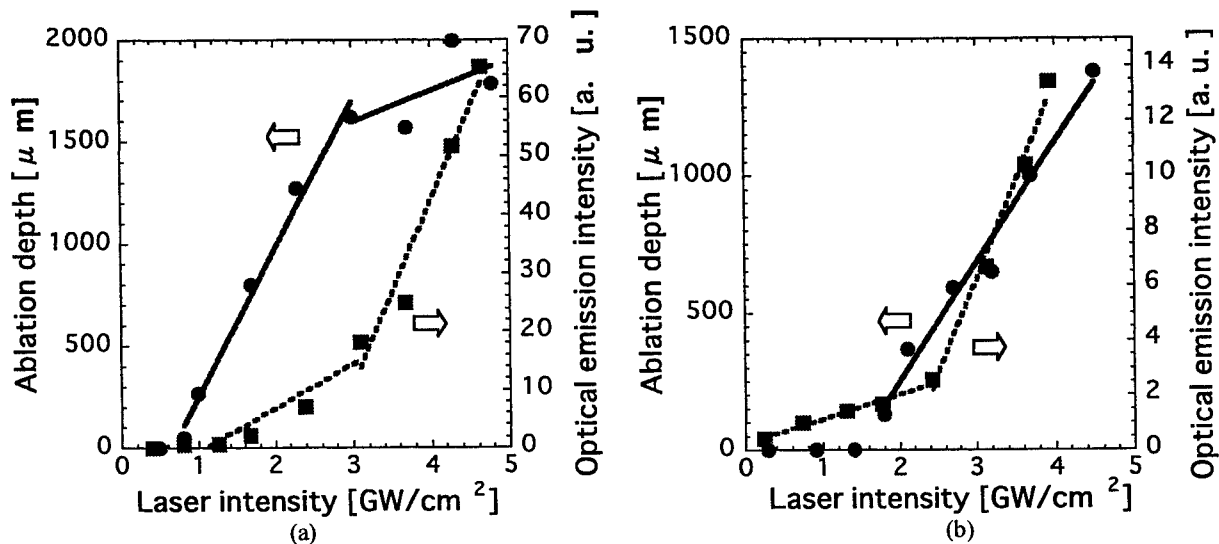 2000
1500
1000
500
0
Ablation depth [μ m]
70
60
50
40
30
20
10
0
Optical emission intensity [a. u.]
0 1 2 3 4 5
Laser intensity [GW/cm 2]
(a)
1500
1000
500
0
Ablation depth [μ m]
14
12
10
8
6
4
2
0
Optical emission intensity [a. u.]
0 1 2 3 4 5
Laser intensity [GW/cm 2]
(b)